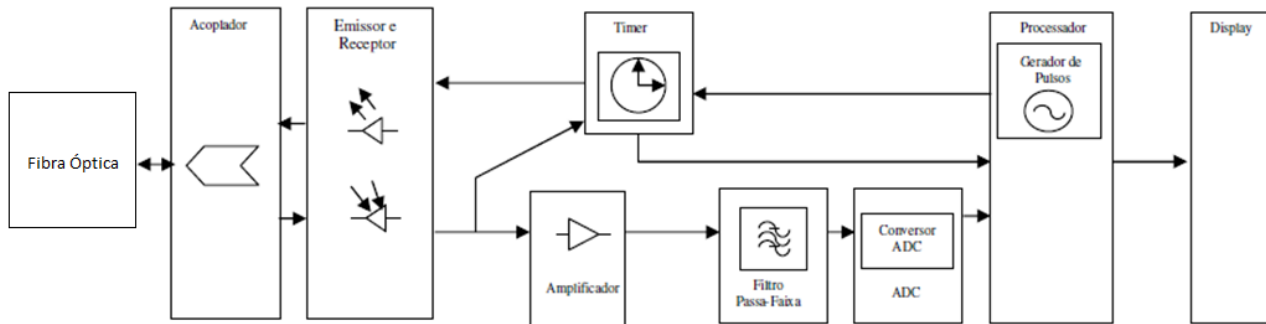 Fibra Óptica
Acoplador
Emissor e
Receptor
Timer
Amplificador
Filtro
Passa-Faixa
Conversor
ADC
ADC
Processador
Gerador de
Pulsos
Display